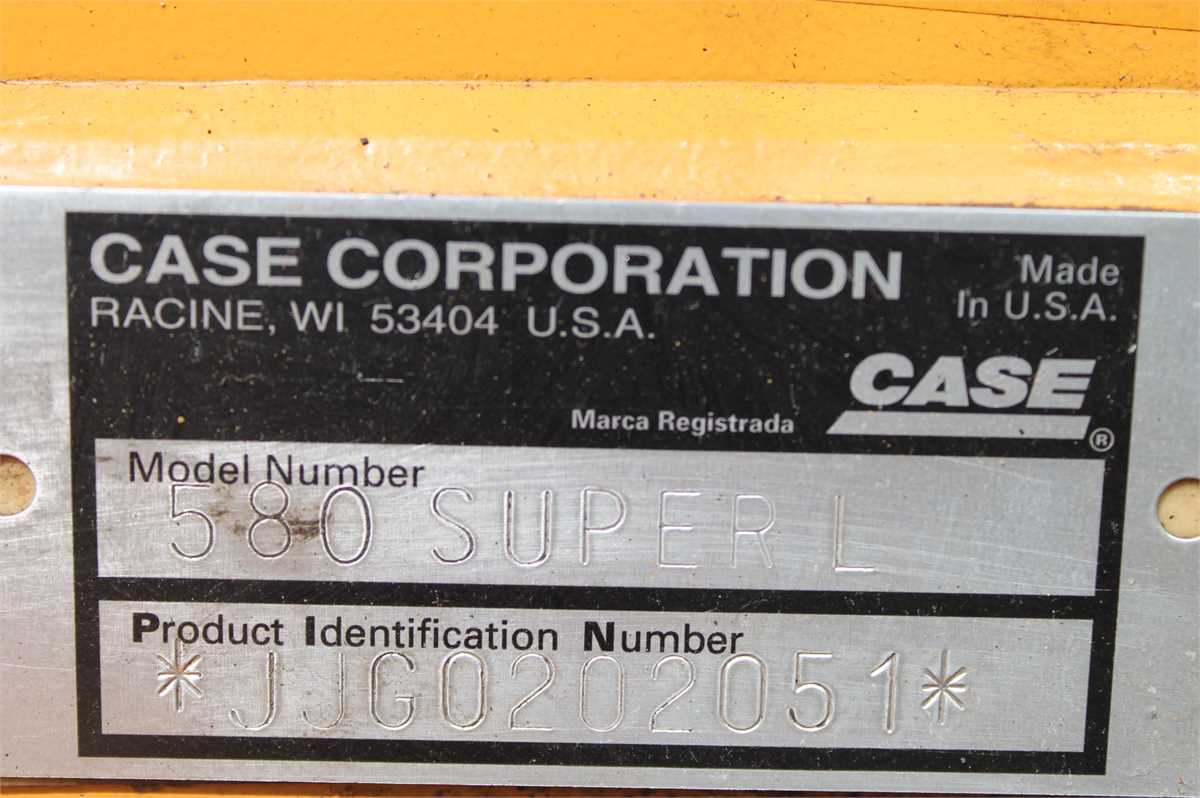 CASE CORPORATION
RACINE, WI 53404 U.S.A.
Made
In U.S.A.
CASE®
Marca Registrada
Model Number
580 SUPER L
Product Identification Number
*JJG0202051*